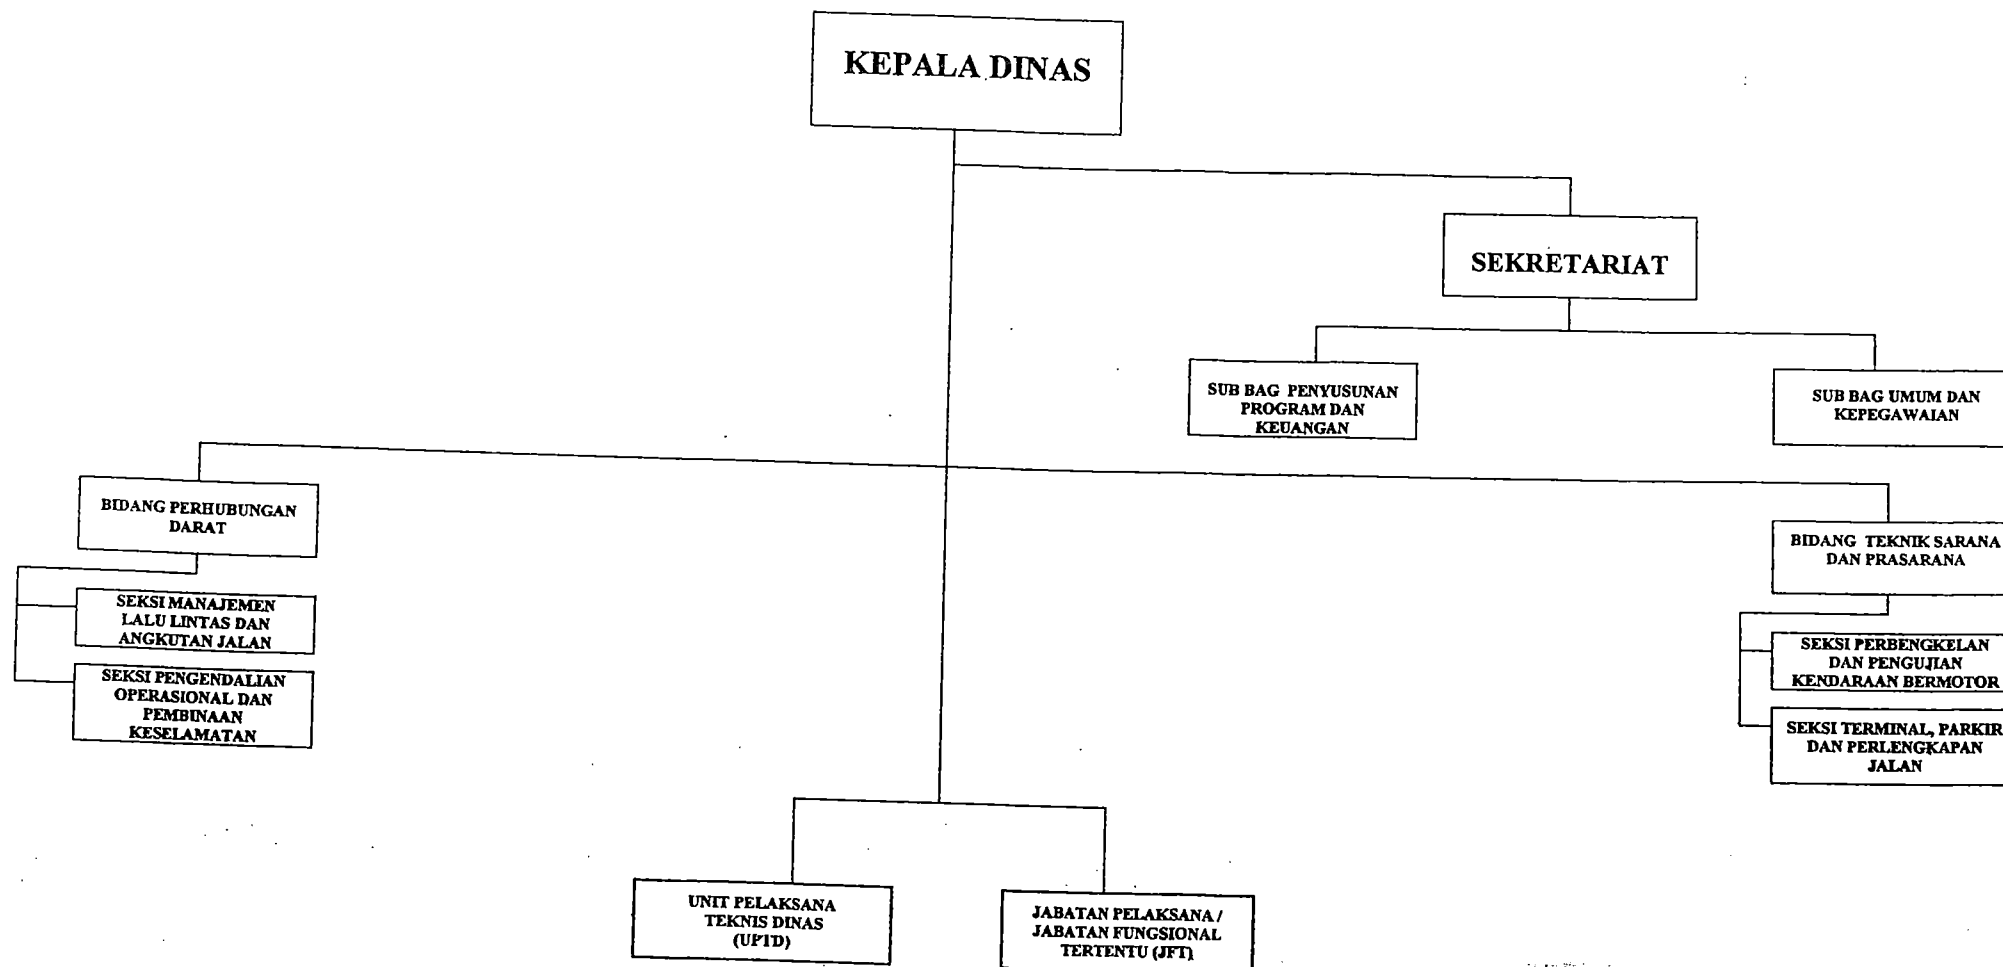 KEPALA DINAS
SEKRETARIAT
SUB BAG PENYUSUNAN
PROGRAM DAN
KEUANGAN
SUB BAG UMUM DAN
KEPEGAWAIAN
BIDANG PERHUBUNGAN
DARAT
SEKSI MANAJEMEN
LALU LINTAS DAN
ANGKUTAN JALAN
SEKSI PENGENDALIAN
OPERASIONAL DAN
PEMBINAAN
KESELAMATAN
BIDANG TEKNIK SARANA
DAN PRASARANA
SEKSI PERBENGKELAN
DAN PENGUJIAN
KENDARAAN BERMOTOR
SEKSI TERMINAL, PARKIR
DAN PERLENGKAPAN
JALAN
UNIT PELAKSANA
TEKNIS DINAS
(UPTD)
JABATAN PELAKSANA /
JABATAN FUNGSIONAL
TERTENTU (JFT)